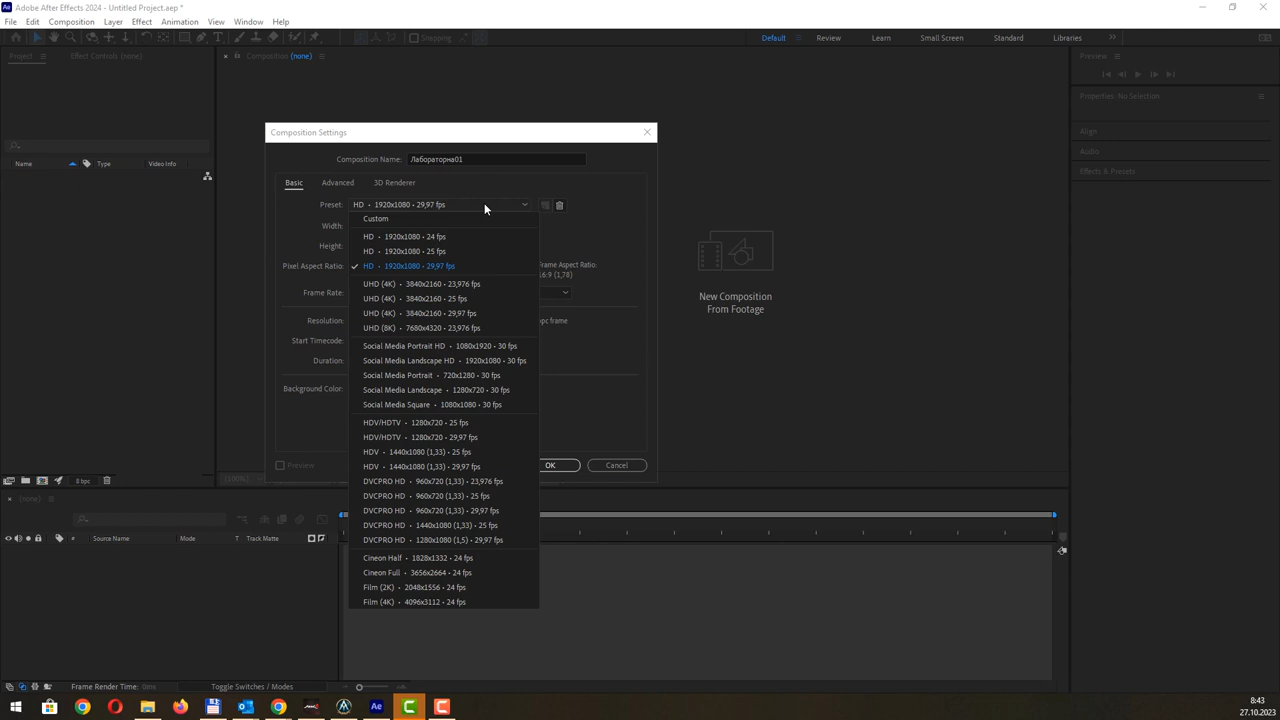 Adobe After Effects 2024 - Untitled Project.aep *
File Edit Composition Layer Effect Animation View Window Help
Snapping
Default Review Learn Small Screen Standard Libraries
Project Effect Controls (none)
Composition (none)
Preview
Properties: No Selection
Align
Audio
Effects & Presets
Name Type Video Info
Composition Settings
Composition Name: Лабораторна01
Basic Advanced 3D Renderer
Preset: HD • 1920x1080 • 29,97 fps
Width:
Height:
Pixel Aspect Ratio:
Frame Aspect Ratio:
16:9 (1,78)
Frame Rate:
Resolution:
Start Timecode:
Duration:
Background Color:
Preview
OK Cancel
Custom
HD • 1920x1080 • 24 fps
HD • 1920x1080 • 25 fps
HD • 1920x1080 • 29,97 fps
UHD (4K) • 3840x2160 • 23,976 fps
UHD (4K) • 3840x2160 • 25 fps
UHD (4K) • 3840x2160 • 29,97 fps
UHD (8K) • 7680x4320 • 23,976 fps
Social Media Portrait HD • 1080x1920 • 30 fps
Social Media Landscape HD • 1920x1080 • 30 fps
Social Media Portrait • 720x1280 • 30 fps
Social Media Landscape • 1280x720 • 30 fps
Social Media Square • 1080x1080 • 30 fps
HDV/HDTV • 1280x720 • 25 fps
HDV/HDTV • 1280x720 • 29,97 fps
HDV • 1440x1080 (1,33) • 25 fps
HDV • 1440x1080 (1,33) • 29,97 fps
DVCPRO HD • 960x720 (1,33) • 23,976 fps
DVCPRO HD • 960x720 (1,33) • 25 fps
DVCPRO HD • 960x720 (1,33) • 29,97 fps
DVCPRO HD • 1440x1080 (1,33) • 25 fps
DVCPRO HD • 1280x1080 (1,5) • 29,97 fps
Cineon Half • 1828x1332 • 24 fps
Cineon Full • 3656x2664 • 24 fps
Film (2K) • 2048x1556 • 24 fps
Film (4K) • 4096x3112 • 24 fps
New Composition
From Footage
8 bpc
(100%)
(none)
# Source Name Mode T Track Matte
Frame Render Time: 0ms
Toggle Switches / Modes
8:43
27.10.2023